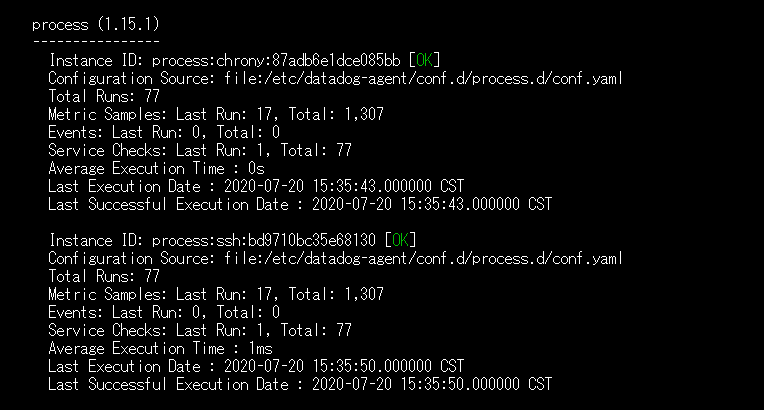 process (1.15.1)
----------------
Instance ID: process:chrony:87adb6e1dce085bb [OK]
Configuration Source: file:/etc/datadog-agent/conf.d/process.d/conf.yaml
Total Runs: 77
Metric Samples: Last Run: 17, Total: 1,307
Events: Last Run: 0, Total: 0
Service Checks: Last Run: 1, Total: 77
Average Execution Time : 0s
Last Execution Date : 2020-07-20 15:35:43.000000 CST
Last Successful Execution Date : 2020-07-20 15:35:43.000000 CST
Instance ID: process:ssh:bd9710bc35e68130 [OK]
Configuration Source: file:/etc/datadog-agent/conf.d/process.d/conf.yaml
Total Runs: 77
Metric Samples: Last Run: 17, Total: 1,307
Events: Last Run: 0, Total: 0
Service Checks: Last Run: 1, Total: 77
Average Execution Time : 1ms
Last Execution Date : 2020-07-20 15:35:50.000000 CST
Last Successful Execution Date : 2020-07-20 15:35:50.000000 CST